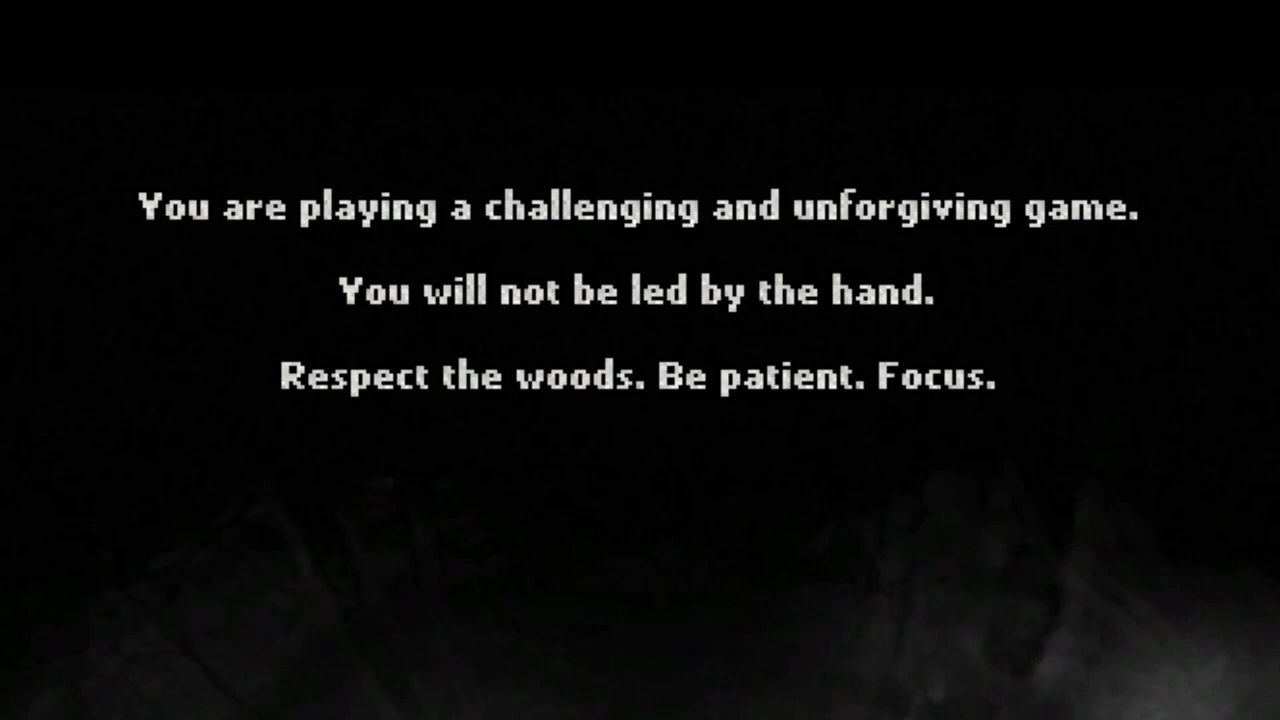 You are playing a challenging and unforgiving game.
You will not be led by the hand.
Respect the woods. Be patient. Focus.